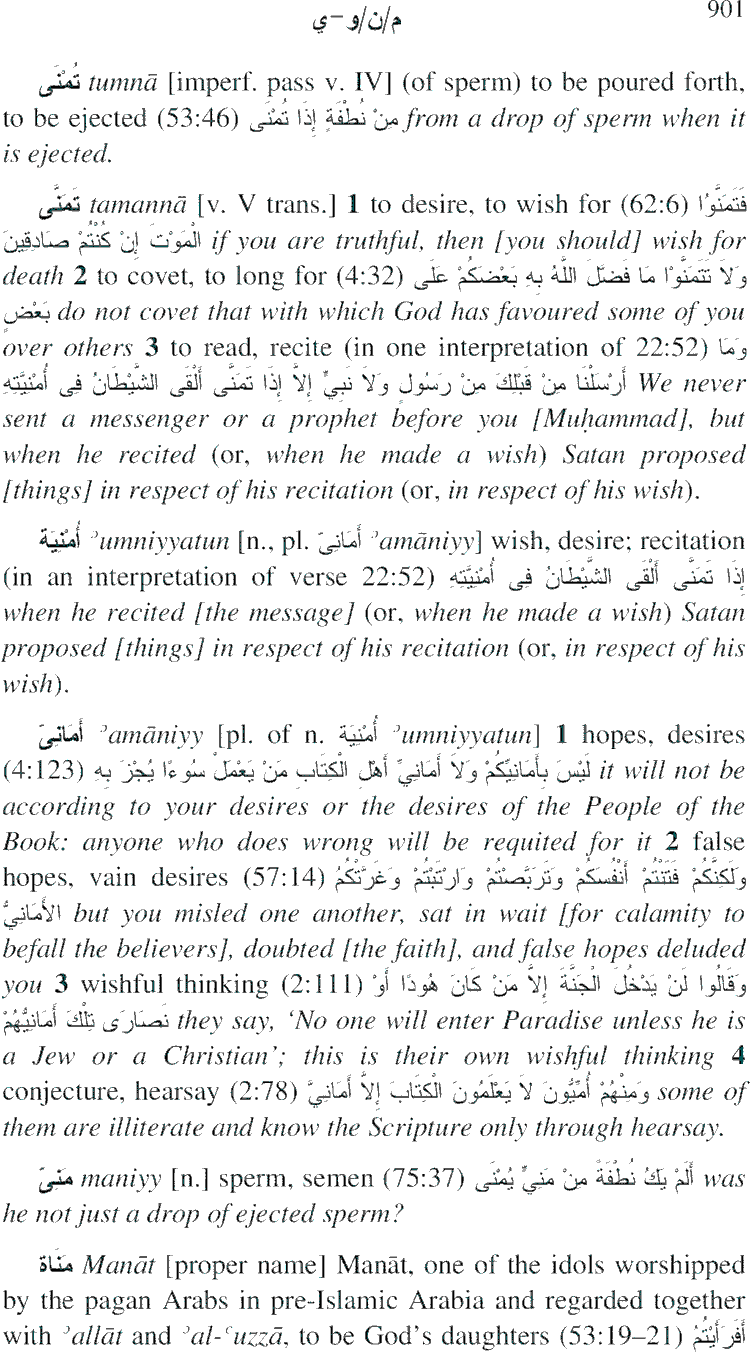 م/ن/و – ي 901
تُمْنَى tumnā [imperf. pass v. IV] (of sperm) to be poured forth,
to be ejected (53:46) مِنْ نُطْفَةٍ إِذَا تُمْنَى from a drop of sperm when it
is ejected.
تَمَنَّى tamannā [v. V trans.] 1 to desire, to wish for (62:6) فَتَمَنَّوُا
الْمَوْتَ إِنْ كُنْتُمْ صَادِقِينَ if you are truthful, then [you should] wish for
death 2 to covet, to long for (4:32) وَلاَ تَتَمَنَّوْا مَا فَضَّلَ اللَّهُ بِهِ بَعْضَكُمْ عَلَى
بَعْضٍ do not covet that with which God has favoured some of you
over others 3 to read, recite (in one interpretation of 22:52) وَمَا
أَرْسَلْنَا مِنْ قَبْلِكَ مِنْ رَسُولٍ وَلاَ نَبِيٍّ إِلاَّ إِذَا تَمَنَّى أَلْقَى الشَّيْطَانُ فِى أُمْنِيَّتِهِ We never
sent a messenger or a prophet before you [Muḥammad], but
when he recited (or, when he made a wish) Satan proposed
[things] in respect of his recitation (or, in respect of his wish).
أُمْنِيَة ʾumniyyatun [n., pl. أَمَانِىّ ʾamāniyy] wish, desire; recitation
(in an interpretation of verse 22:52) إِذَا تَمَنَّى أَلْقَى الشَّيْطَانُ فِى أُمْنِيَّتِهِ
when he recited [the message] (or, when he made a wish) Satan
proposed [things] in respect of his recitation (or, in respect of his
wish).
أَمَانِىّ ʾamāniyy [pl. of n. أُمْنِيَة ʾumniyyatun] 1 hopes, desires
(4:123) لَيْسَ بِأَمَانِيِّكُمْ وَلاَ أَمَانِيِّ أَهْلِ الْكِتَابِ مَنْ يَعْمَلْ سُوءًا يُجْزَ بِهِ it will not be
according to your desires or the desires of the People of the
Book: anyone who does wrong will be requited for it 2 false
hopes, vain desires (57:14) وَلَكِنَّكُمْ فَتَنْتُمْ أَنْفُسَكُمْ وَتَرَبَّصْتُمْ وَارْتَبْتُمْ وَغَرَّتْكُمُ
الأَمَانِيُّ but you misled one another, sat in wait [for calamity to
befall the believers], doubted [the faith], and false hopes deluded
you 3 wishful thinking (2:111) وَقَالُوا لَنْ يَدْخُلَ الْجَنَّةَ إِلاَّ مَنْ كَانَ هُودًا أَوْ
نَصَارَى تِلْكَ أَمَانِيُّهُمْ they say, ‘No one will enter Paradise unless he is
a Jew or a Christian’; this is their own wishful thinking 4
conjecture, hearsay (2:78) وَمِنْهُمْ أُمِّيُّونَ لاَ يَعْلَمُونَ الْكِتَابَ إِلاَّ أَمَانِيَّ some of
them are illiterate and know the Scripture only through hearsay.
مَنِىّ maniyy [n.] sperm, semen (75:37) أَلَمْ يَكُ نُطْفَةً مِنْ مَنِيٍّ يُمْنَى was
he not just a drop of ejected sperm?
مَنَاة Manāt [proper name] Manāt, one of the idols worshipped
by the pagan Arabs in pre-Islamic Arabia and regarded together
with ʾallāt and ʾal-ʿuzzā, to be God’s daughters (53:19–21) أَفَرَأَيْتُمُ